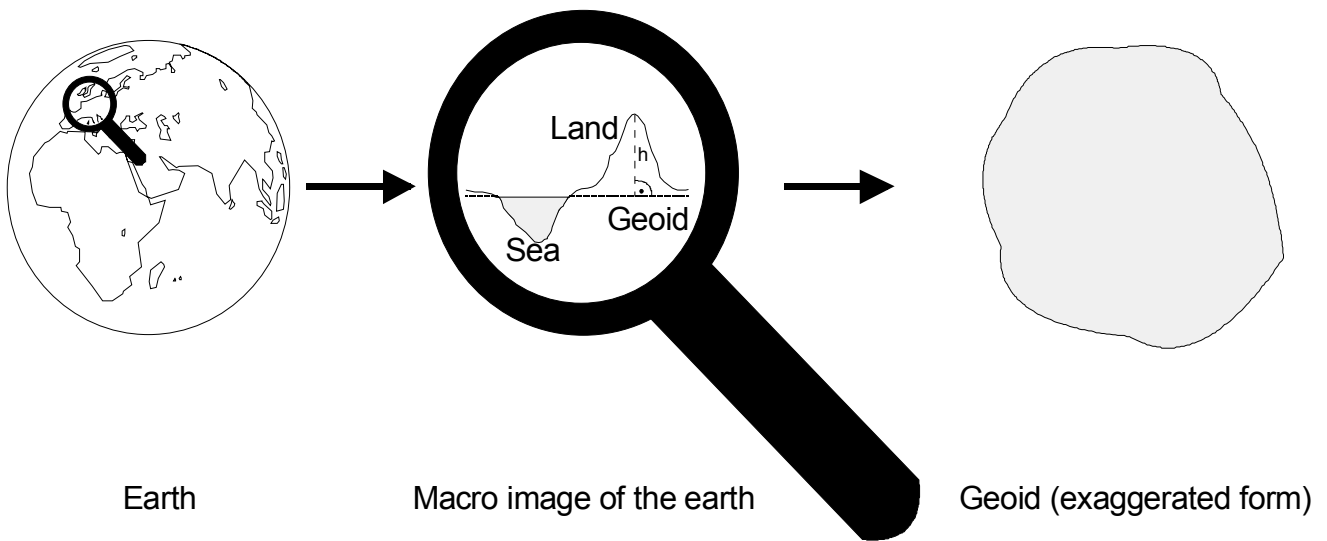 Land
h
Geoid
Sea
Earth
Macro image of the earth
Geoid (exaggerated form)